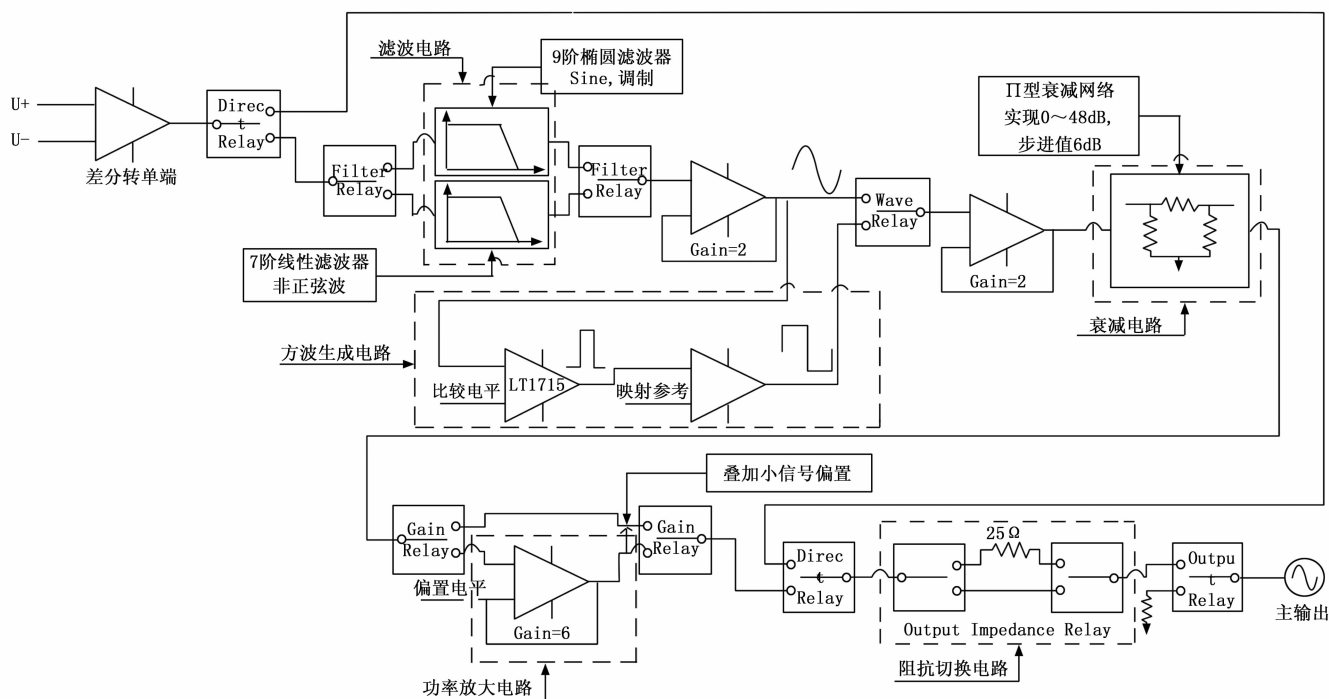 滤波电路
9阶椭圆滤波器
Sine,调制
U+
U-
差分转单端
Direc
t
Relay
Filter
Relay
7阶线性滤波器
非正弦波
Filter
Relay
Gain=2
Wave
Relay
Gain=2
Π型衰减网络
实现0～48dB,
步进值6dB
衰减电路
方波生成电路
比较电平
LT1715
映射参考
叠加小信号偏置
Gain
Relay
偏置电平
Gain=6
功率放大电路
Gain
Relay
Direc
t
Relay
25Ω
Output Impedance Relay
阻抗切换电路
Outpu
t
Relay
主输出